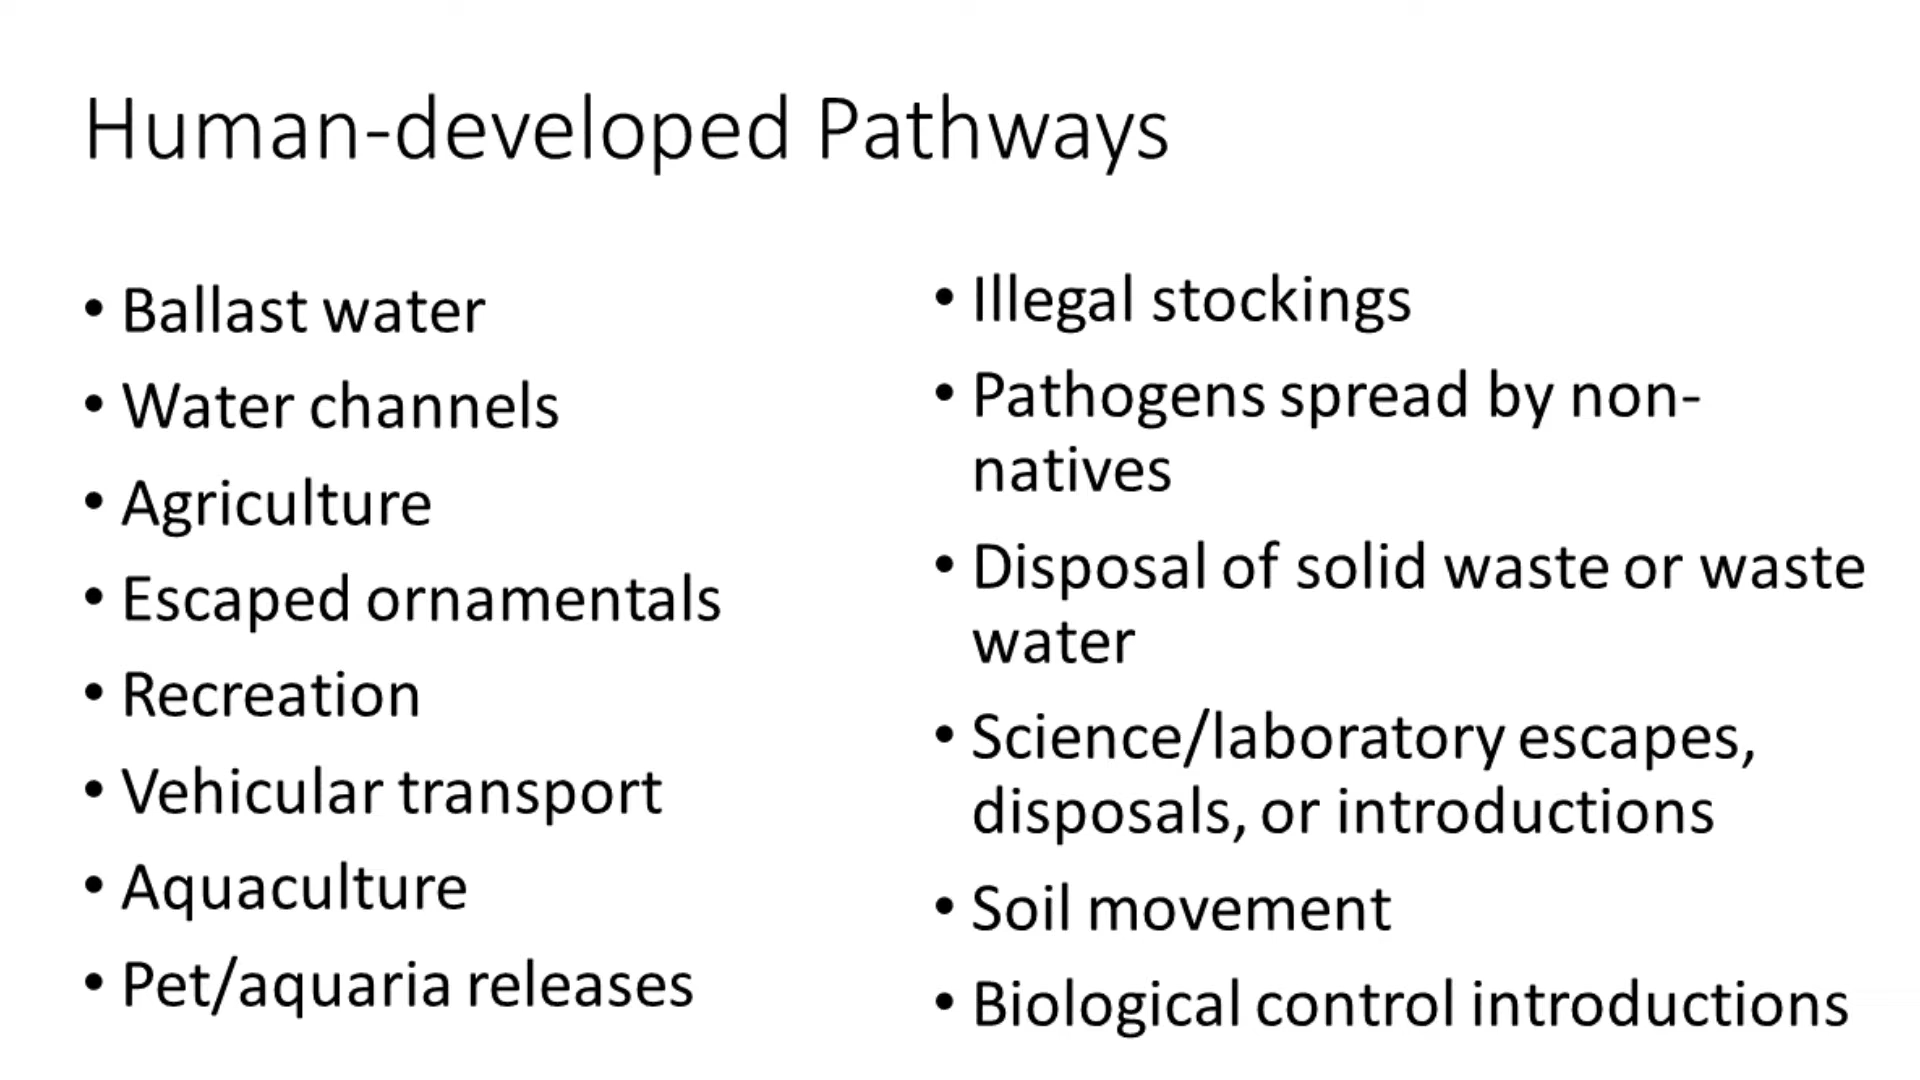 Human-developed Pathways
• Ballast water
• Water channels
• Agriculture
• Escaped ornamentals
• Recreation
• Vehicular transport
• Aquaculture
• Pet/aquaria releases
• Illegal stockings
• Pathogens spread by non-
natives
• Disposal of solid waste or waste
water
• Science/laboratory escapes,
disposals, or introductions
• Soil movement
• Biological control introductions